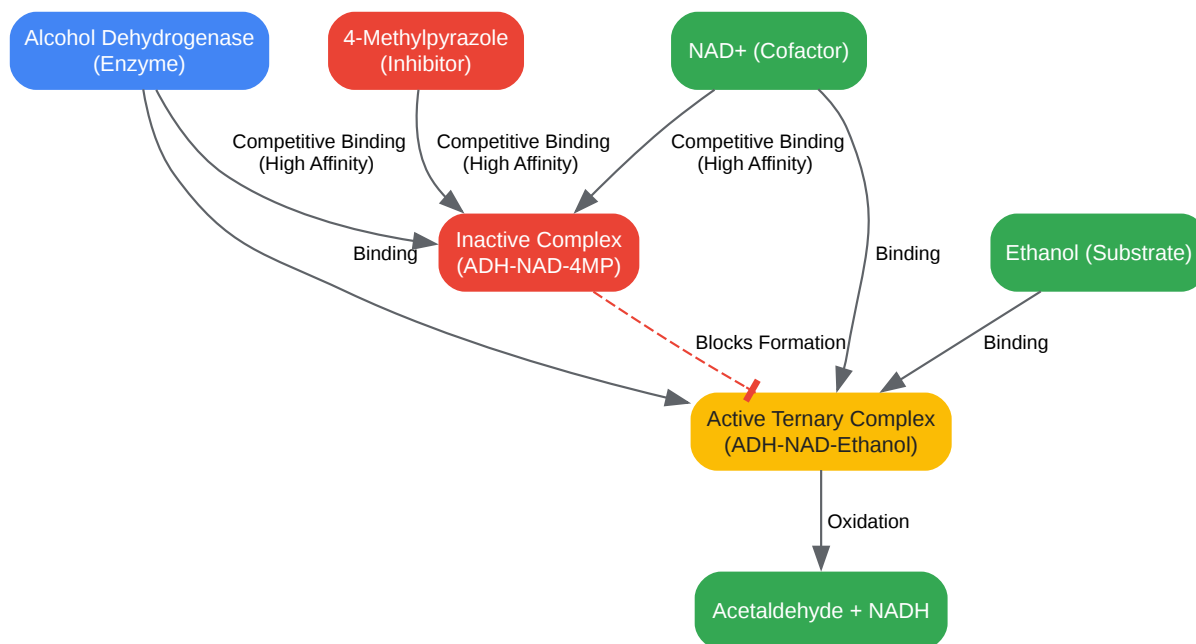 Alcohol Dehydrogenase
(Enzyme)
4-Methylpyrazole
(Inhibitor)
NAD+ (Cofactor)
Competitive Binding
(High Affinity)
Competitive Binding
(High Affinity)
Competitive Binding
(High Affinity)
Binding
Inactive Complex
(ADH-NAD-4MP)
Binding
Ethanol (Substrate)
Blocks Formation
Binding
Active Ternary Complex
(ADH-NAD-Ethanol)
Oxidation
Acetaldehyde + NADH